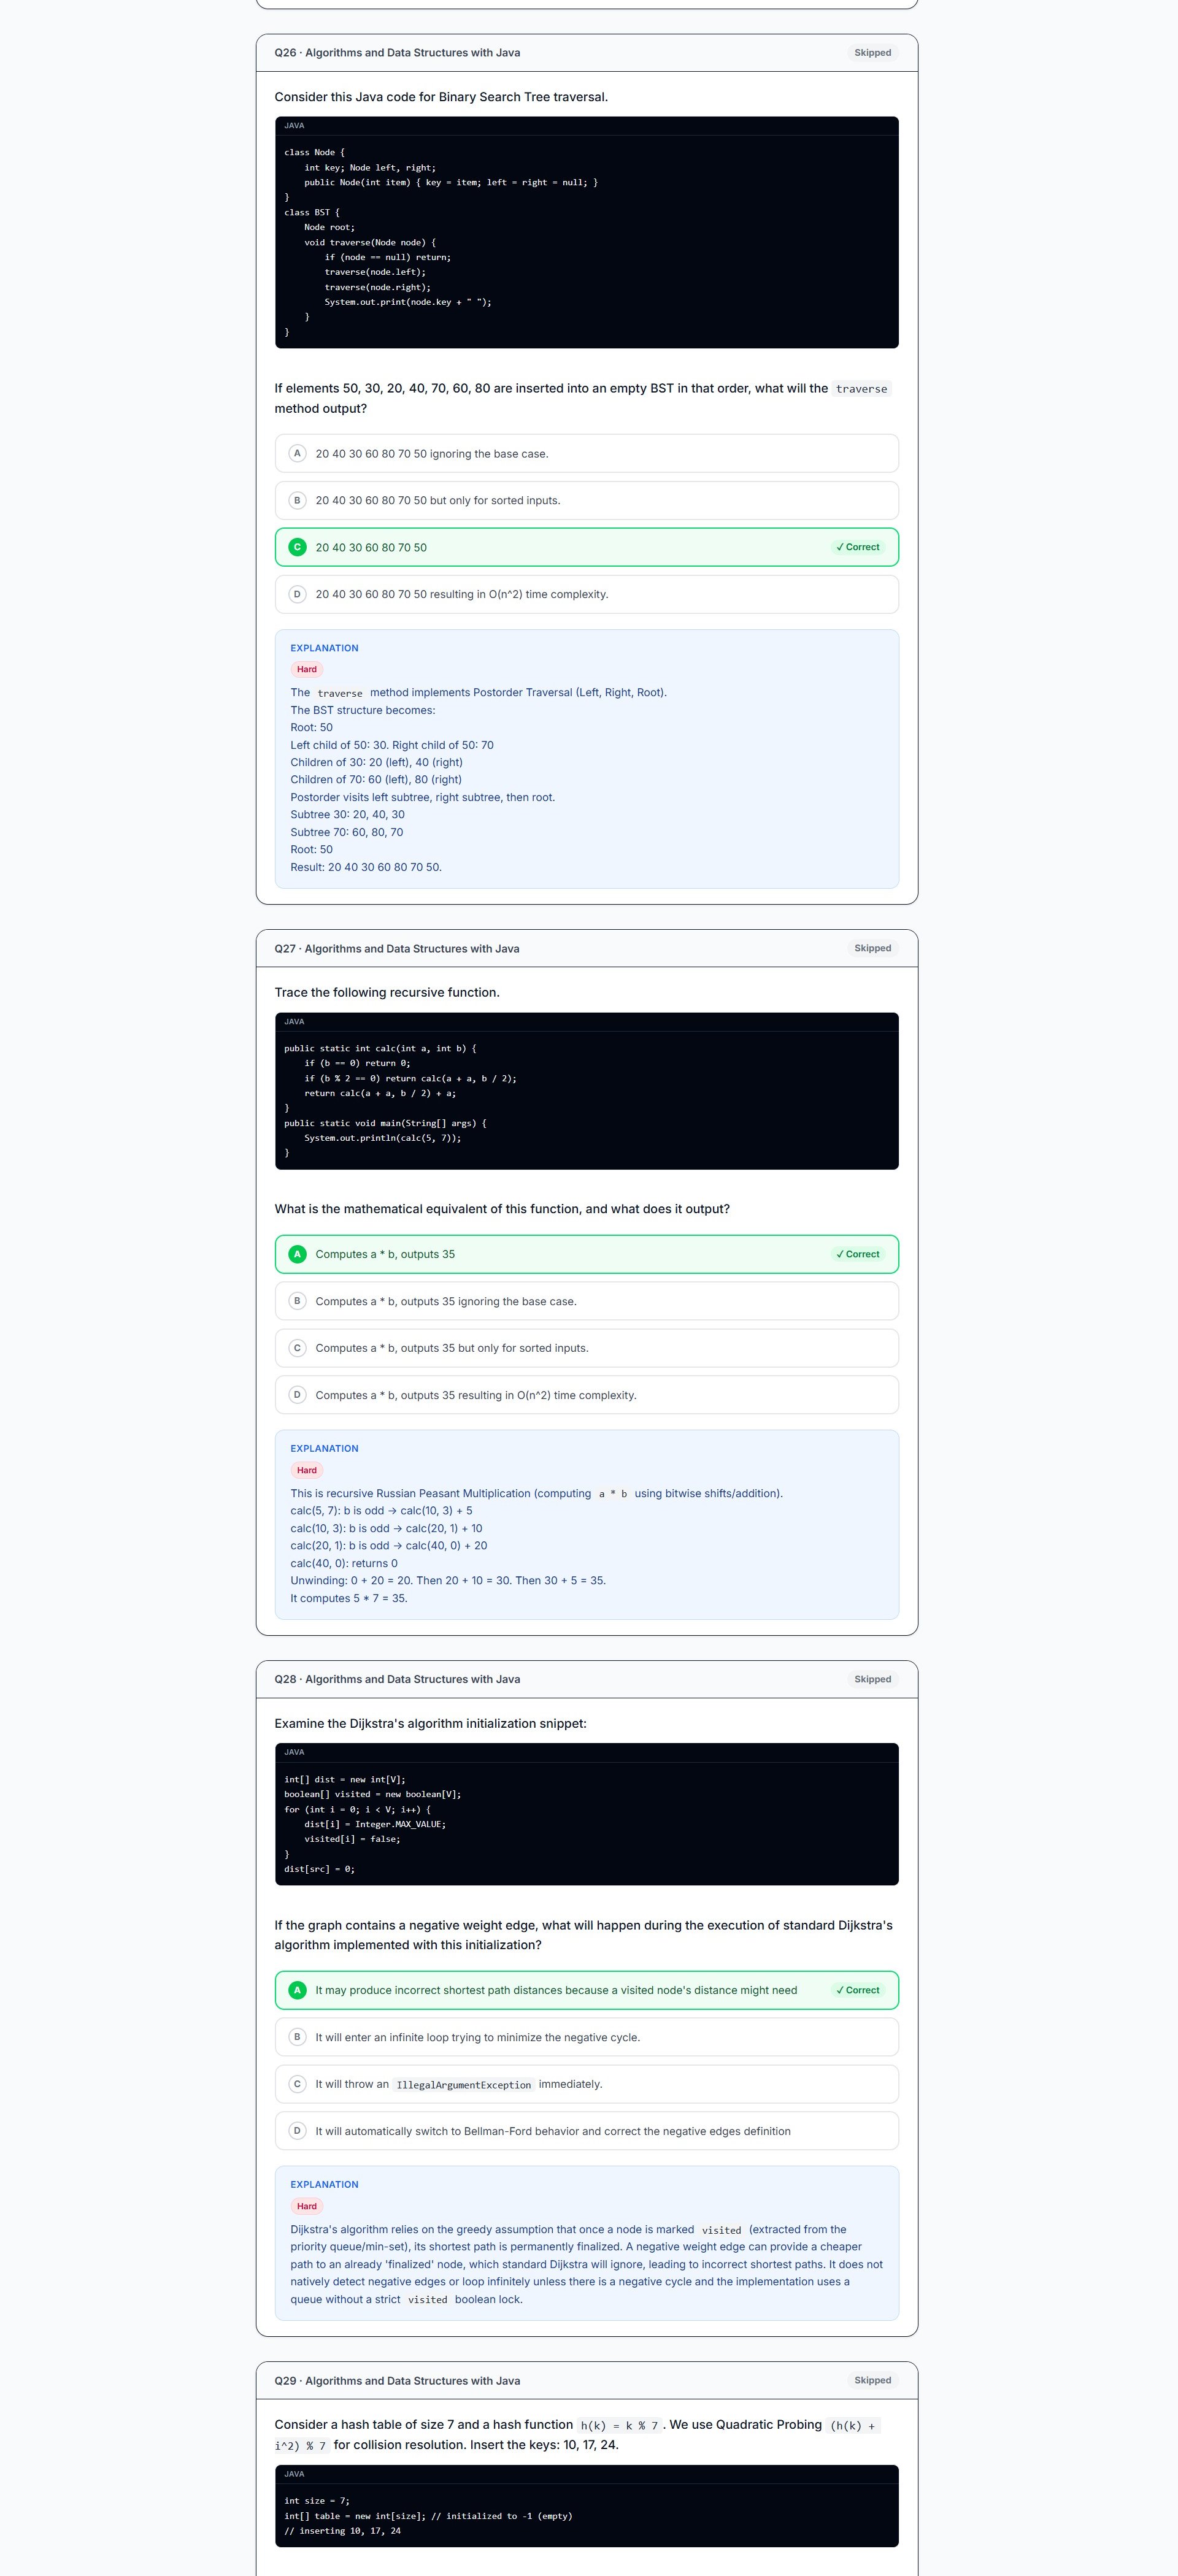 Q26 · Algorithms and Data Structures with Java
Skipped
Consider this Java code for Binary Search Tree traversal.
JAVA
class Node {
    int key; Node left, right;
    public Node(int item) { key = item; left = right = null; }
}
class BST {
    Node root;
    void traverse(Node node) {
        if (node == null) return;
        traverse(node.left);
        traverse(node.right);
        System.out.print(node.key + " ");
    }
}
If elements 50, 30, 20, 40, 70, 60, 80 are inserted into an empty BST in that order, what will the traverse
method output?
A 20 40 30 60 80 70 50 ignoring the base case.
B 20 40 30 60 80 70 50 but only for sorted inputs.
C 20 40 30 60 80 70 50 ✓ Correct
D 20 40 30 60 80 70 50 resulting in O(n^2) time complexity.
EXPLANATION
Hard
The traverse method implements Postorder Traversal (Left, Right, Root).
The BST structure becomes:
Root: 50
Left child of 50: 30. Right child of 50: 70
Children of 30: 20 (left), 40 (right)
Children of 70: 60 (left), 80 (right)
Postorder visits left subtree, right subtree, then root.
Subtree 30: 20, 40, 30
Subtree 70: 60, 80, 70
Root: 50
Result: 20 40 30 60 80 70 50.
Q27 · Algorithms and Data Structures with Java
Skipped
Trace the following recursive function.
JAVA
public static int calc(int a, int b) {
    if (b == 0) return 0;
    if (b % 2 == 0) return calc(a + a, b / 2);
    return calc(a + a, b / 2) + a;
}
public static void main(String[] args) {
    System.out.println(calc(5, 7));
}
What is the mathematical equivalent of this function, and what does it output?
A Computes a * b, outputs 35 ✓ Correct
B Computes a * b, outputs 35 ignoring the base case.
C Computes a * b, outputs 35 but only for sorted inputs.
D Computes a * b, outputs 35 resulting in O(n^2) time complexity.
EXPLANATION
Hard
This is recursive Russian Peasant Multiplication (computing a * b using bitwise shifts/addition).
calc(5, 7): b is odd → calc(10, 3) + 5
calc(10, 3): b is odd → calc(20, 1) + 10
calc(20, 1): b is odd → calc(40, 0) + 20
calc(40, 0): returns 0
Unwinding: 0 + 20 = 20. Then 20 + 10 = 30. Then 30 + 5 = 35.
It computes 5 * 7 = 35.
Q28 · Algorithms and Data Structures with Java
Skipped
Examine the Dijkstra's algorithm initialization snippet:
JAVA
int[] dist = new int[V];
boolean[] visited = new boolean[V];
for (int i = 0; i < V; i++) {
    dist[i] = Integer.MAX_VALUE;
    visited[i] = false;
}
dist[src] = 0;
If the graph contains a negative weight edge, what will happen during the execution of standard Dijkstra's
algorithm implemented with this initialization?
A It may produce incorrect shortest path distances because a visited node's distance might need ✓ Correct
B It will enter an infinite loop trying to minimize the negative cycle.
C It will throw an IllegalArgumentException immediately.
D It will automatically switch to Bellman-Ford behavior and correct the negative edges definition
EXPLANATION
Hard
Dijkstra's algorithm relies on the greedy assumption that once a node is marked visited (extracted from the
priority queue/min-set), its shortest path is permanently finalized. A negative weight edge can provide a cheaper
path to an already 'finalized' node, which standard Dijkstra will ignore, leading to incorrect shortest paths. It does not
natively detect negative edges or loop infinitely unless there is a negative cycle and the implementation uses a
queue without a strict visited boolean lock.
Q29 · Algorithms and Data Structures with Java
Skipped
Consider a hash table of size 7 and a hash function h(k) = k % 7. We use Quadratic Probing (h(k) +
i^2) % 7 for collision resolution. Insert the keys: 10, 17, 24.
JAVA
int size = 7;
int[] table = new int[size]; // initialized to -1 (empty)
// inserting 10, 17, 24